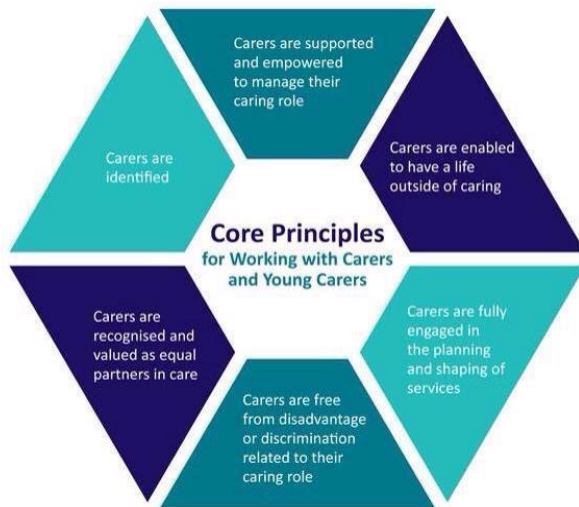 Carers are supported
and empowered
to manage their
caring role
Carers are
identified
Carers are enabled
to have a life
outside of caring
Core Principles
for Working with Carers
and Young Carers
Carers are
recognised and
valued as equal
partners in care
Carers are fully
engaged in
the planning
and shaping of
services
Carers are free
from disadvantage
or discrimination
related to their
caring role